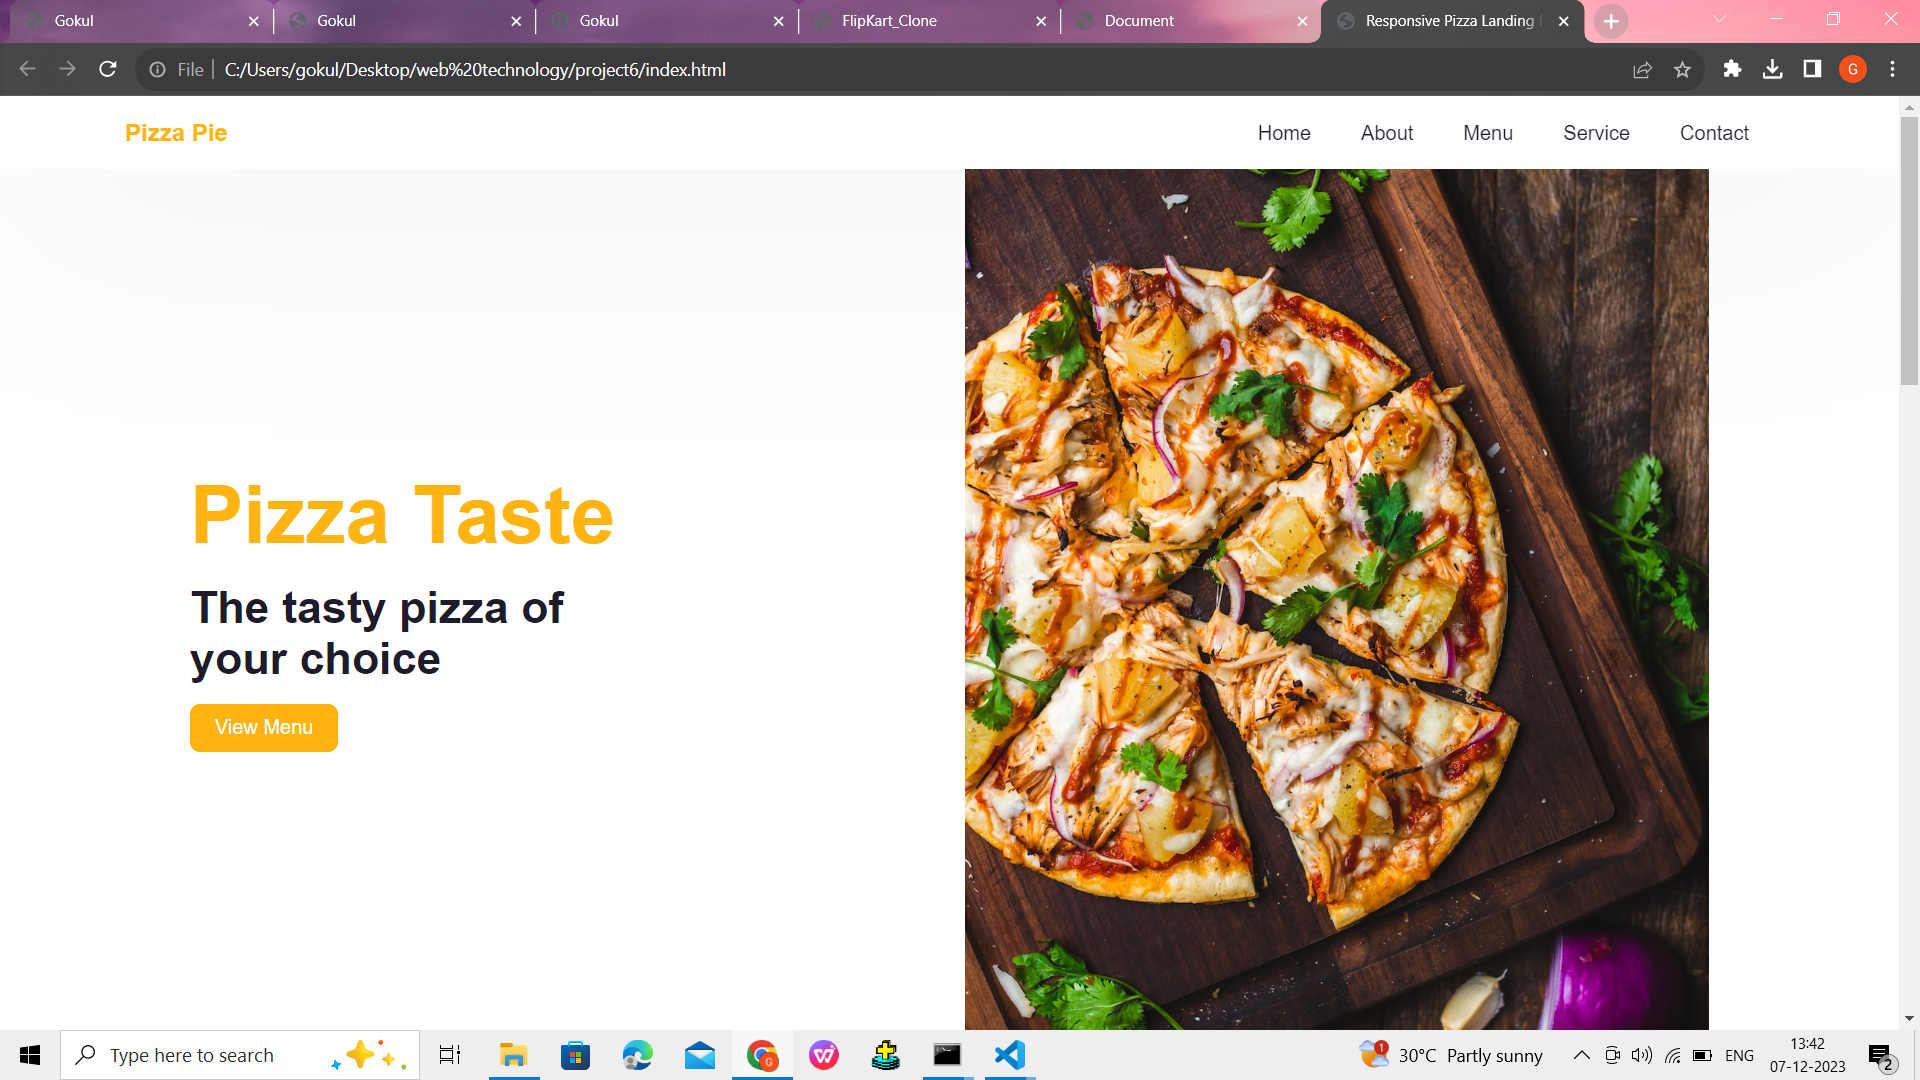 Gokul
Gokul
Gokul
FlipKart_Clone
Document
Responsive Pizza Landing
File
C:/Users/gokul/Desktop/web%20technology/project6/index.html
G
Pizza Pie
Home
About
Menu
Service
Contact
Pizza Taste
The tasty pizza of
your choice
View Menu
Type here to search
G
1
30°C Partly sunny
ENG
13:42
07-12-2023
2